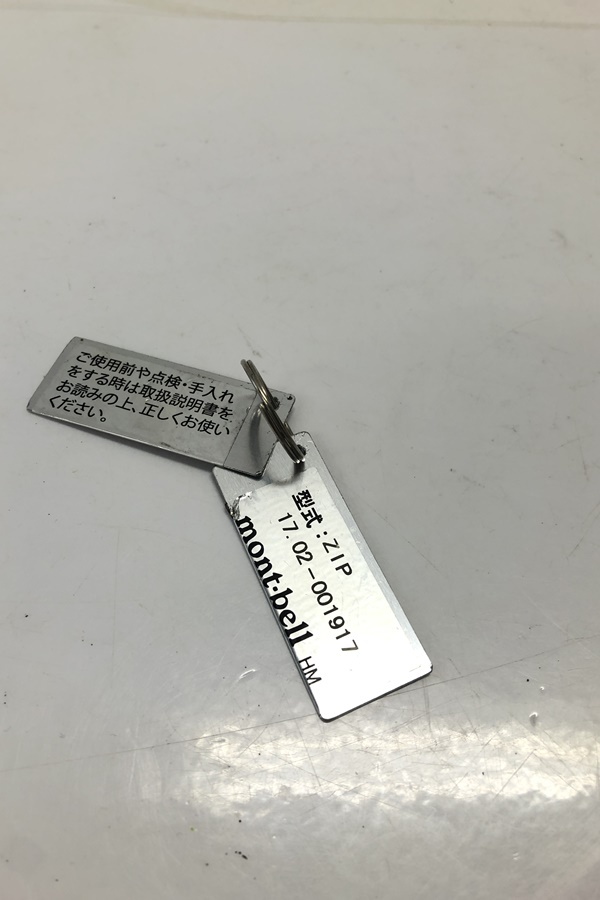 ご使用前や点検・手入れ
をする時は取扱説明書を
お読みの上、正しくお使い
ください。
型式:ZIP
17.02-001917
mont-bell HM